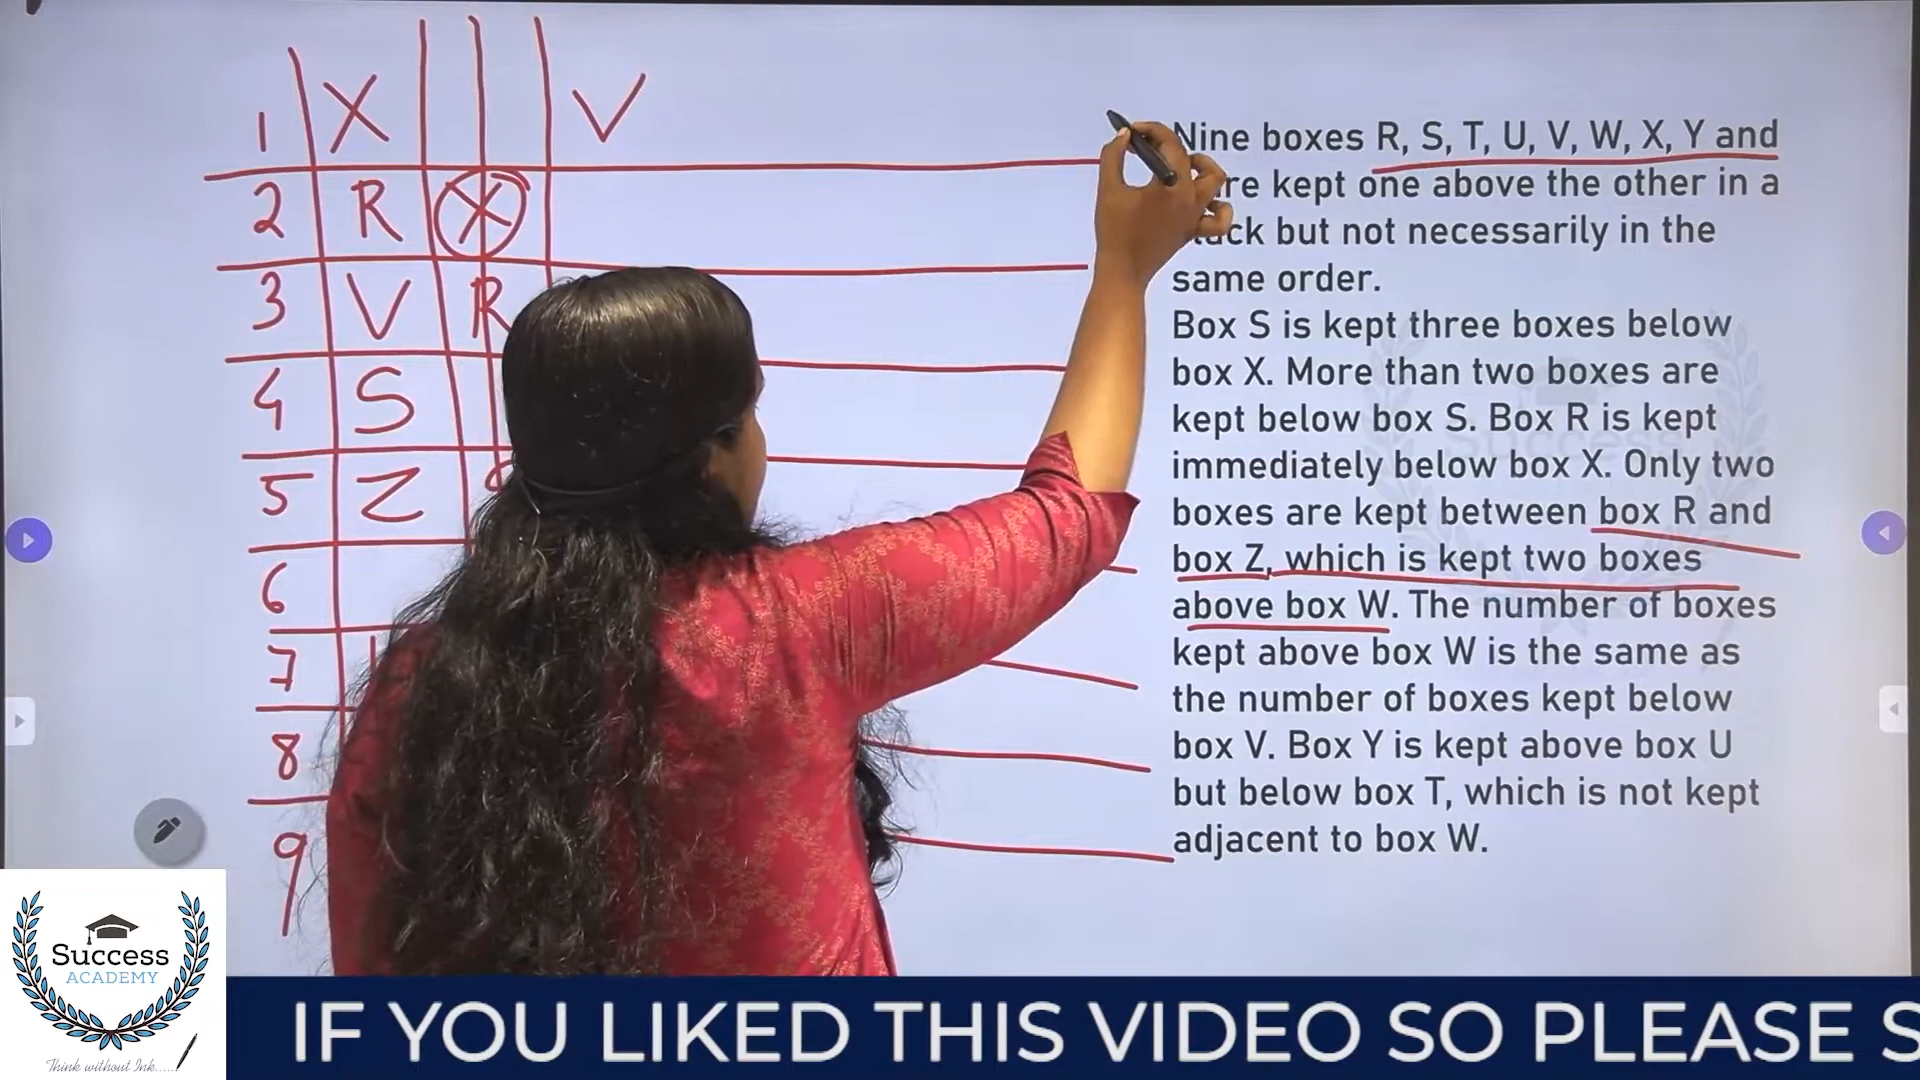 1 X V
2 R X
3 V R
4 S
5 Z
6
7
8
9
Nine boxes R, S, T, U, V, W, X, Y and
are kept one above the other in a
but not necessarily in the
same order.
Box S is kept three boxes below
box X. More than two boxes are
kept below box S. Box R is kept
immediately below box X. Only two
boxes are kept between box R and
box Z, which is kept two boxes
above box W. The number of boxes
kept above box W is the same as
the number of boxes kept below
box V. Box Y is kept above box U
but below box T, which is not kept
adjacent to box W.
Success
ACADEMY
Think without Ink.....
IF YOU LIKED THIS VIDEO SO PLEASE S